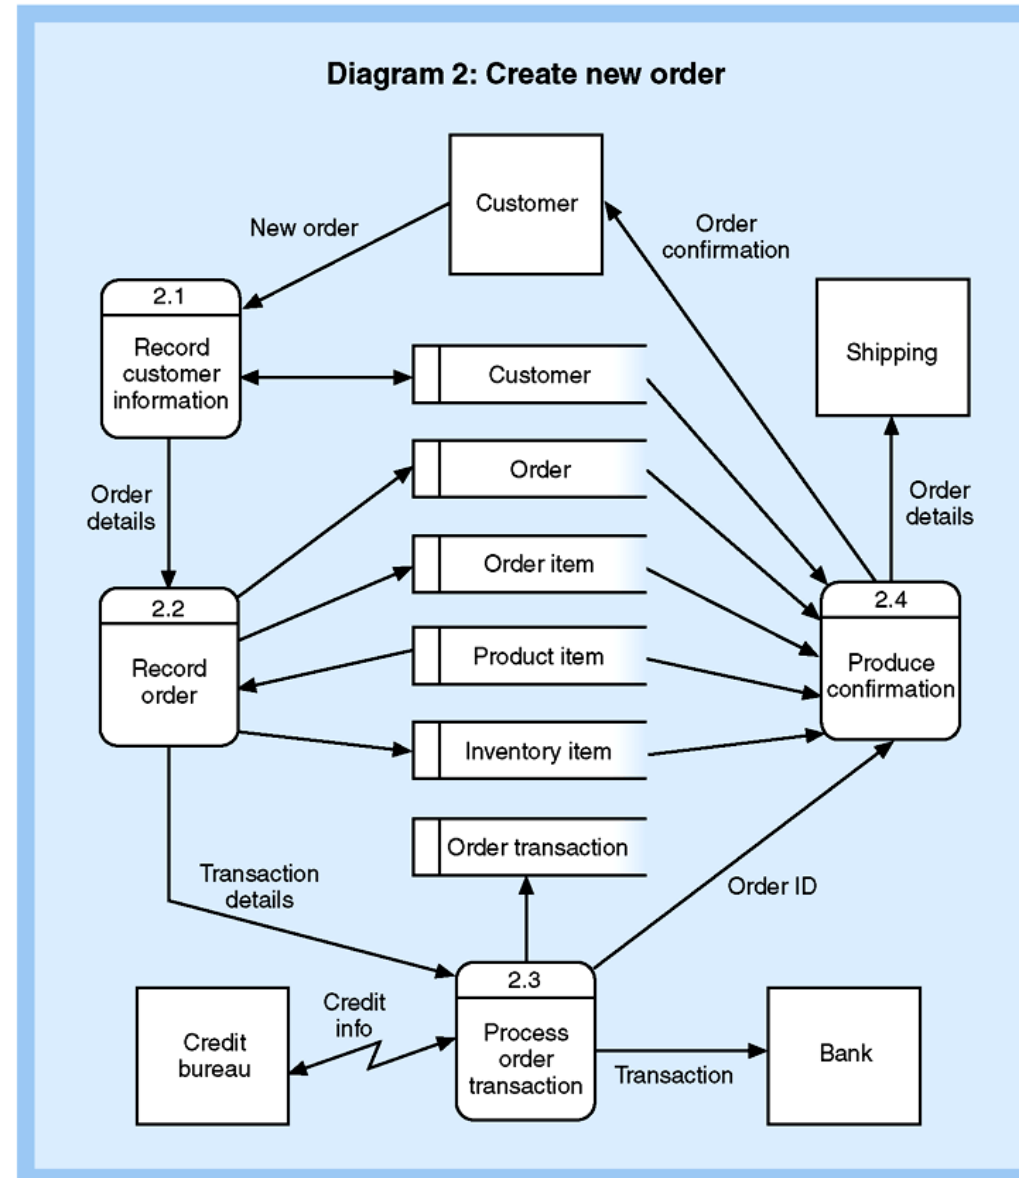 Diagram 2: Create new order
Customer
New order
Order
confirmation
2.1
Record
customer
information
Shipping
Customer
Order
Order
details
Order
details
Order item
2.2
Record
order
2.4
Produce
confirmation
Product item
Inventory item
Order transaction
Transaction
details
Order ID
2.3
Process
order
transaction
Credit
info
Credit
bureau
Transaction
Bank